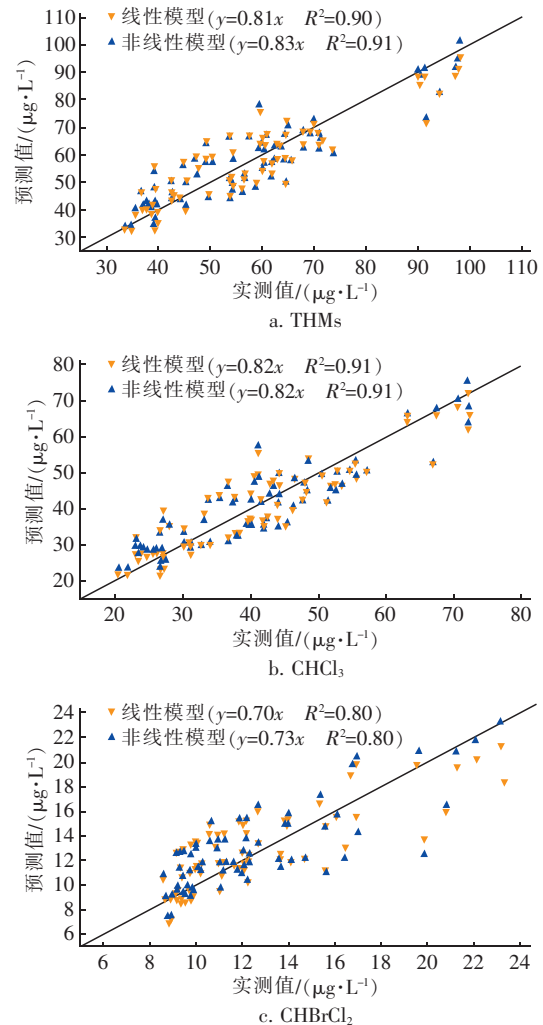 110
100
90
80
70
60
50
40
30
预测值/(μg·L⁻¹)
▼线性模型(y=0.81x R²=0.90)
▲非线性模型(y=0.83x R²=0.91)
30 40 50 60 70 80 90 100 110
实测值/(μg·L⁻¹)
a. THMs
80
70
60
50
40
30
20
预测值/(μg·L⁻¹)
▼线性模型(y=0.82x R²=0.91)
▲非线性模型(y=0.82x R²=0.91)
20 30 40 50 60 70 80
实测值/(μg·L⁻¹)
b. CHCl₃
24
22
20
18
16
14
12
10
8
6
预测值/(μg·L⁻¹)
▼线性模型(y=0.70x R²=0.80)
▲非线性模型(y=0.73x R²=0.80)
6 8 10 12 14 16 18 20 22 24
实测值/(μg·L⁻¹)
c. CHBrCl₂